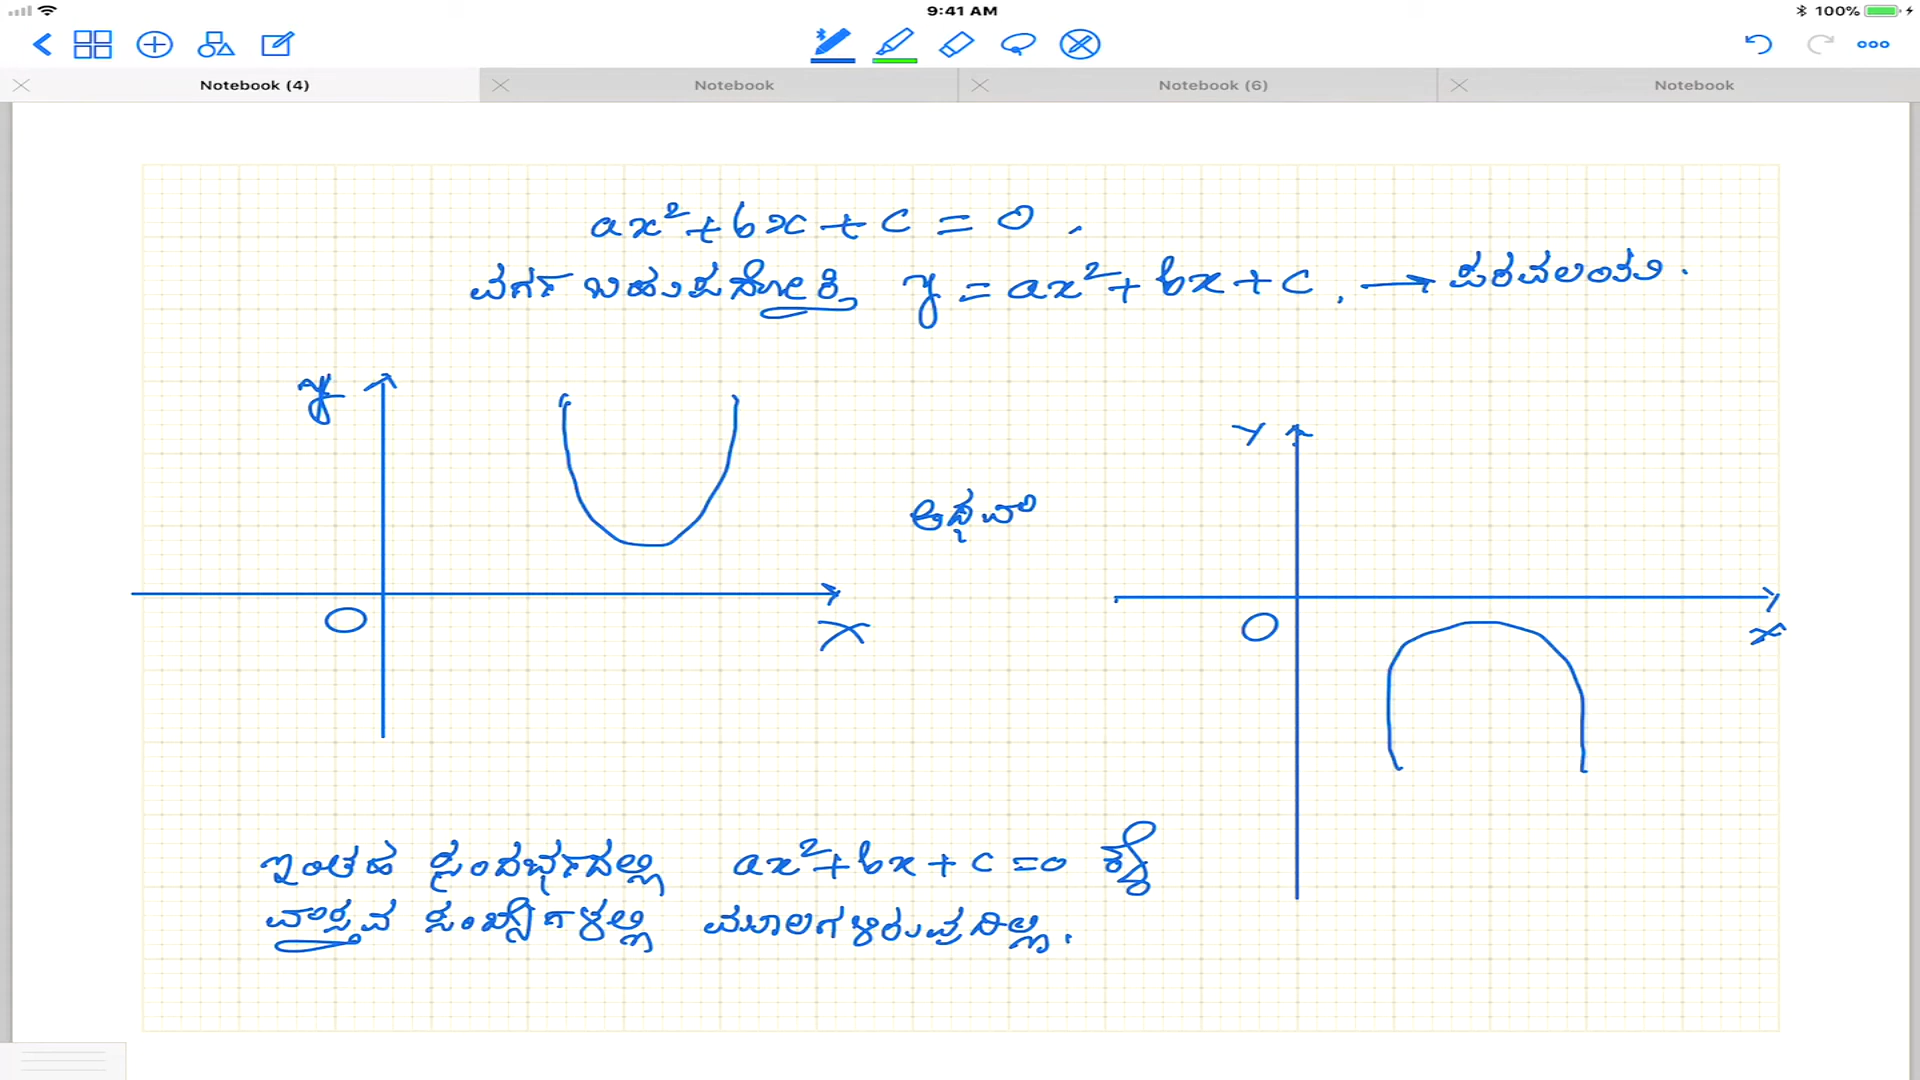 9:41 AM
100%
Notebook (4)
Notebook
Notebook (6)
Notebook
ax²+bx+c=0.
ವರ್ಗ ಬಹುಪದೋಕ್ತಿ y=ax²+bx+c. → ಪರವಲಯ.
y
Y
ಅಥವಾ
O
X
O
X
ಇಂತಹ ಸಂದರ್ಭದಲ್ಲಿ ax²+bx+c=0 ಕ್ಕೆ
ವಾಸ್ತವ ಸಂಖ್ಯೆಗಳಲ್ಲಿ ಮೂಲಗಳಿರುವುದಿಲ್ಲ.